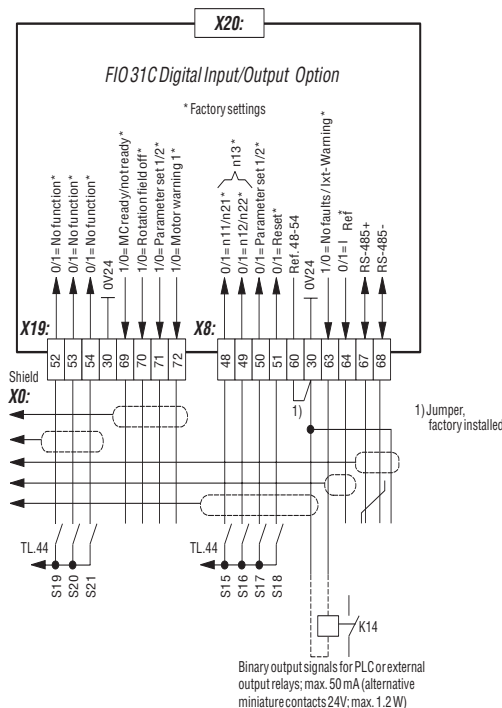 X20:
FIO 31C Digital Input/Output Option
* Factory settings
n13*
0/1= No function*
0/1= No function*
0/1= No function*
0V24
1/0= MC ready/not ready*
1/0= Rotation field off*
1/0= Parameter set 1/2*
1/0= Motor warning 1*
0/1= n11/n21*
0/1= n12/n22*
0/1= Parameter set 1/2*
0/1= Reset*
Ref. 48-54
0V24
1/0= No faults / Ixt-Warning*
0/1= I Ref*
RS-485+
RS-485-
X19:
X8:
52 53 54 30 69 70 71 72
48 49 50 51 60 30 63 64 67 68
Shield
X0:
1)
1) Jumper,
factory installed
TL.44
TL.44
S19
S20
S21
S15
S16
S17
S18
K14
Binary output signals for PLC or external
output relays; max. 50 mA (alternative
miniature contacts 24V; max. 1.2 W)